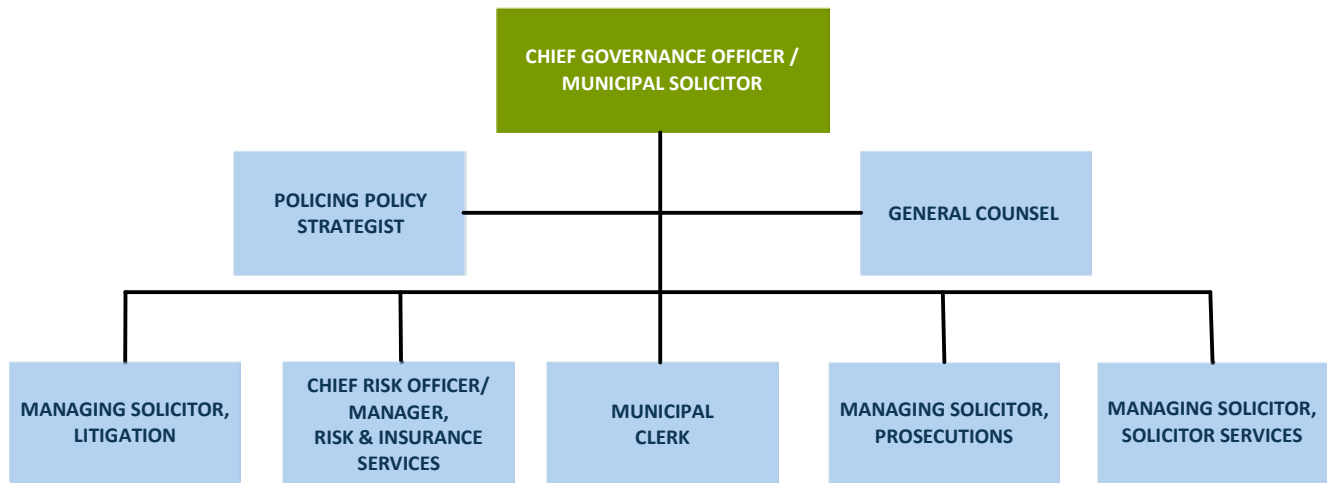 CHIEF GOVERNANCE OFFICER /
MUNICIPAL SOLICITOR
POLICING POLICY
STRATEGIST
GENERAL COUNSEL
MANAGING SOLICITOR,
LITIGATION
CHIEF RISK OFFICER/
MANAGER,
RISK & INSURANCE
SERVICES
MUNICIPAL
CLERK
MANAGING SOLICITOR,
PROSECUTIONS
MANAGING SOLICITOR,
SOLICITOR SERVICES